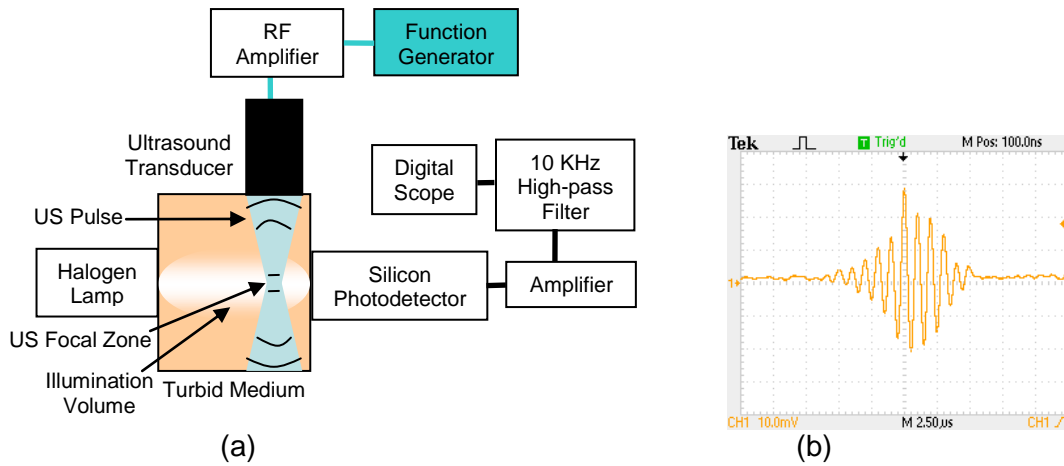 RF
Amplifier
Function
Generator
Ultrasound
Transducer
US Pulse
Halogen
Lamp
US Focal Zone
Illumination
Volume
Turbid Medium
Silicon
Photodetector
Amplifier
Digital
Scope
10 KHz
High-pass
Filter
(a)
Tek T Trig'd M Pos: 100.0ns
1
CH1 10.0mV M 2.50µs CH1
(b)